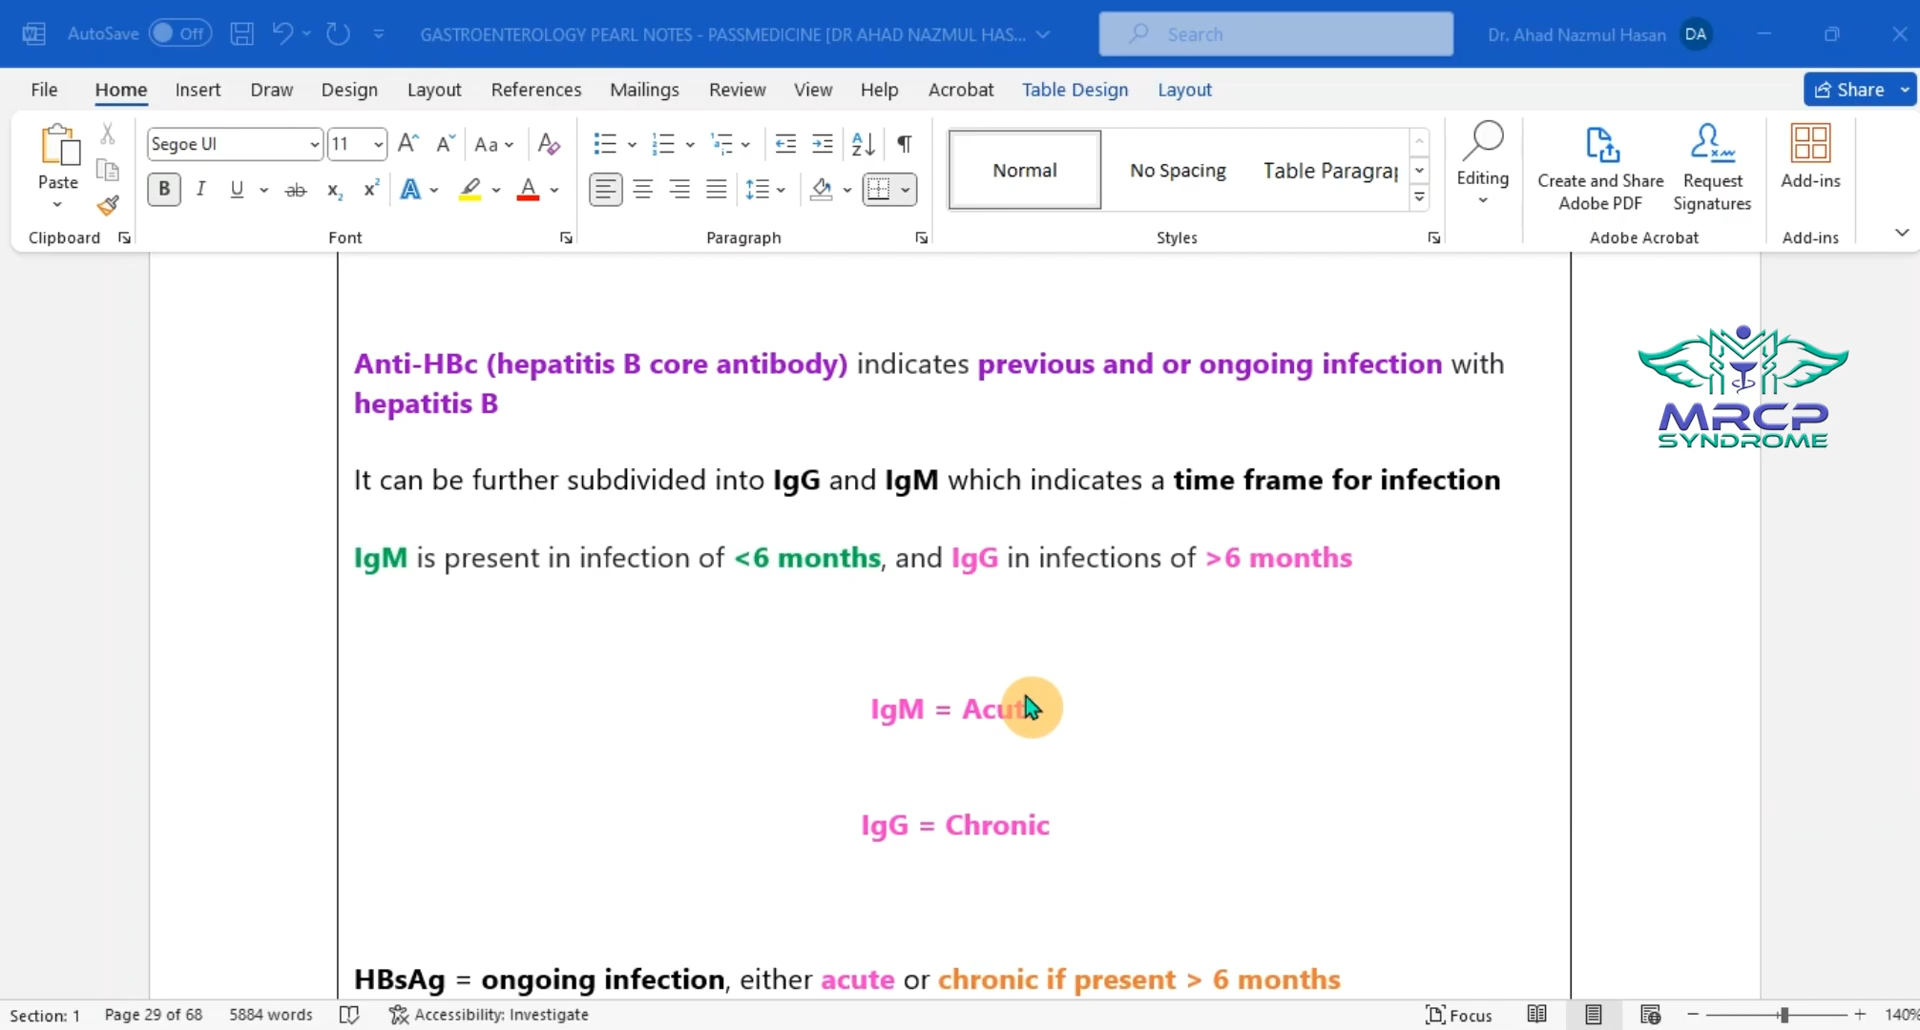 AutoSave Off GASTROENTEROLOGY PEARL NOTES - PASSMEDICINE [DR AHAD NAZMUL HAS... Search Dr. Ahad Nazmul Hasan DA
File Home Insert Draw Design Layout References Mailings Review View Help Acrobat Table Design Layout Share
Segoe UI 11 Aa
Paste
B I U ab x2 x2 A A
Normal No Spacing Table Paragra
Editing
Create and Share Adobe PDF
Request Signatures
Add-ins
Clipboard Font Paragraph Styles Adobe Acrobat Add-ins
Anti-HBc (hepatitis B core antibody) indicates previous and or ongoing infection with
hepatitis B
MRCP
SYNDROME
It can be further subdivided into IgG and IgM which indicates a time frame for infection
IgM is present in infection of <6 months, and IgG in infections of >6 months
IgM = Acut
IgG = Chronic
HBsAg = ongoing infection, either acute or chronic if present > 6 months
Section: 1 Page 29 of 68 5884 words Accessibility: Investigate Focus 140%